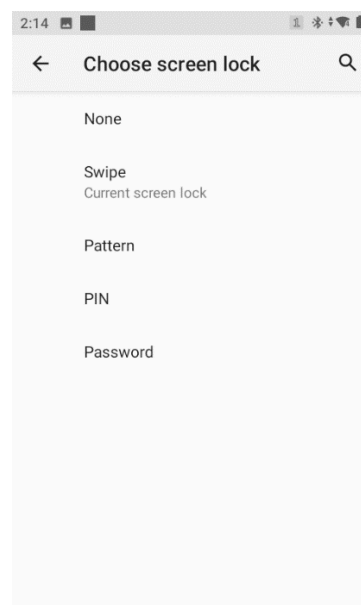 2:14
Choose screen lock
None
Swipe
Current screen lock
Pattern
PIN
Password